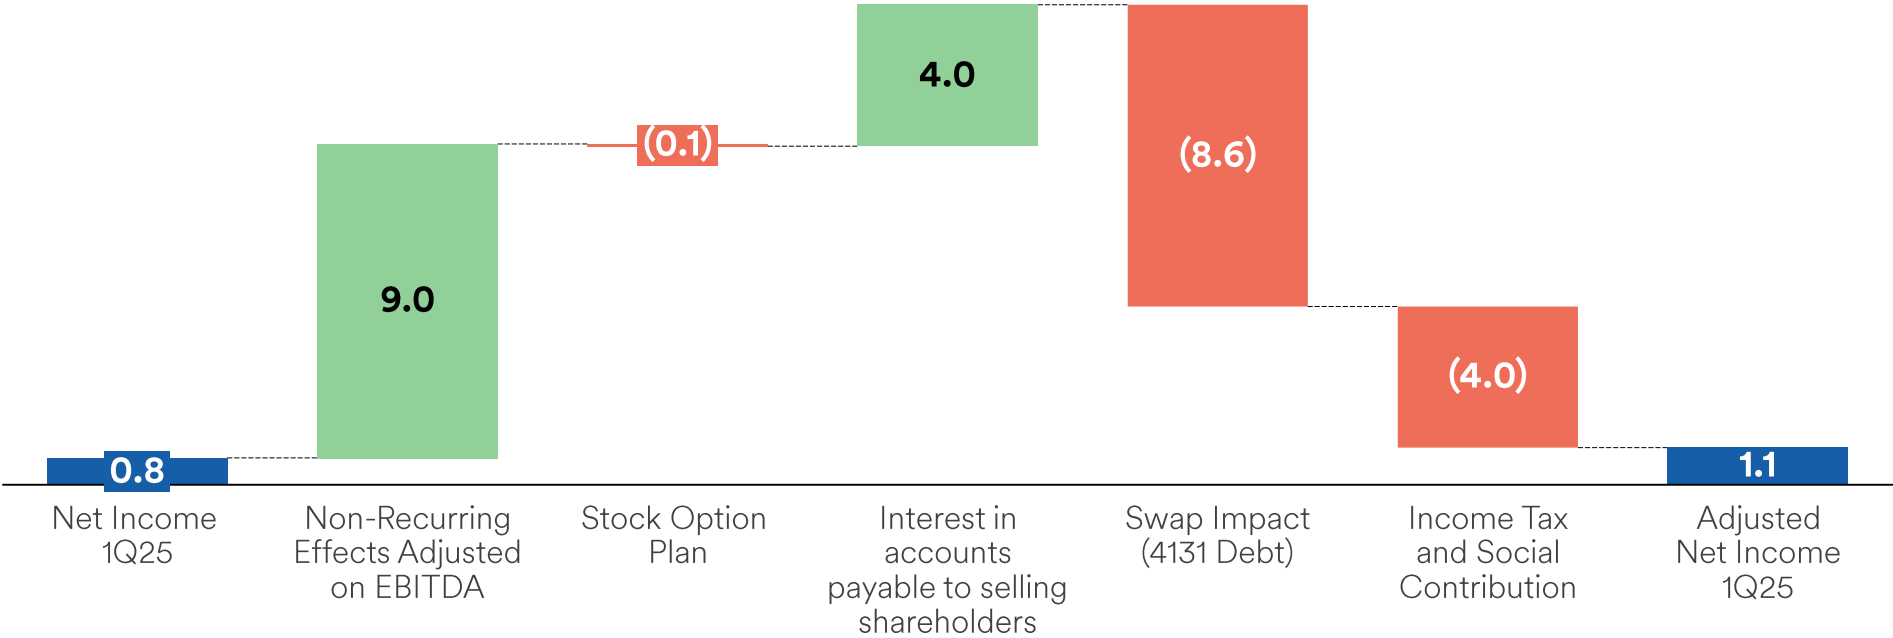 4.0
(0.1)
(8.6)
9.0
(4.0)
0.8
1.1
Net Income
1Q25
Non-Recurring
Effects Adjusted
on EBITDA
Stock Option
Plan
Interest in
accounts
payable to selling
shareholders
Swap Impact
(4131 Debt)
Income Tax
and Social
Contribution
Adjusted
Net Income
1Q25